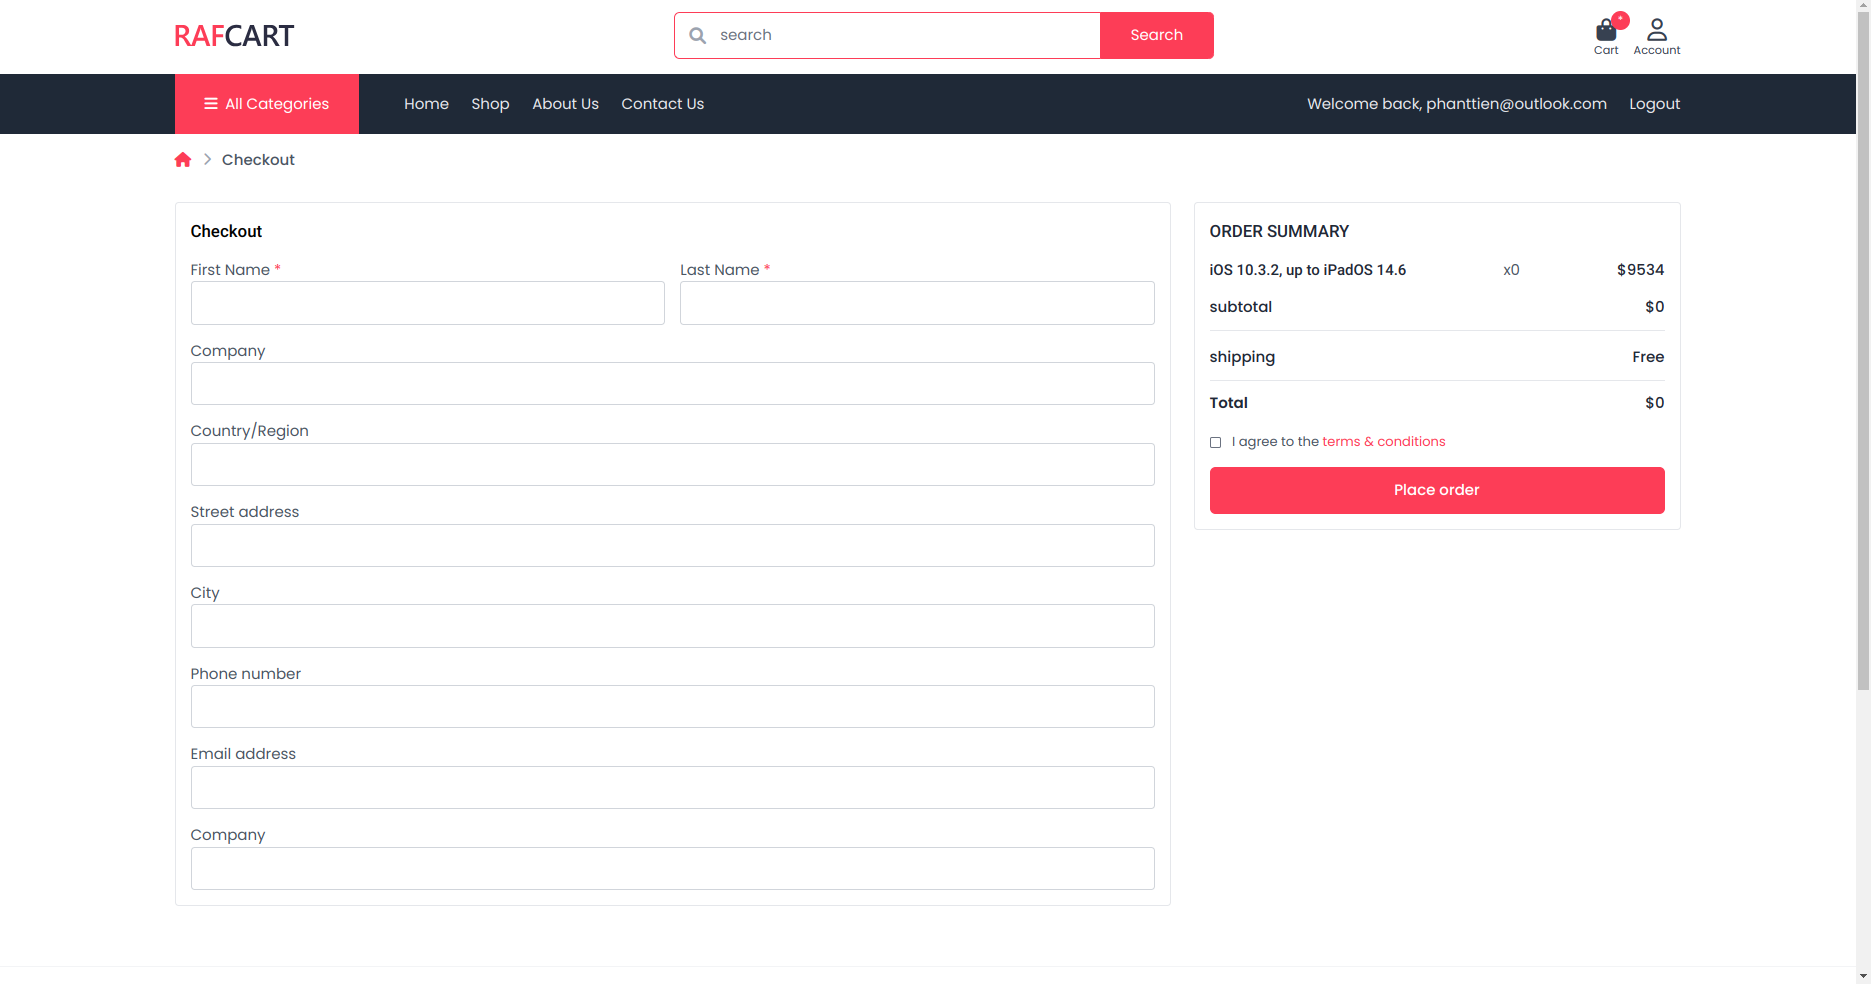 RAFCART
search
Search
*
Cart
Account
All Categories
Home
Shop
About Us
Contact Us
Welcome back, phanttien@outlook.com
Logout
Checkout
Checkout
First Name *
Last Name *
Company
Country/Region
Street address
City
Phone number
Email address
Company
ORDER SUMMARY
iOS 10.3.2, up to iPadOS 14.6 x0 $9534
subtotal $0
shipping Free
Total $0
I agree to the terms & conditions
Place order